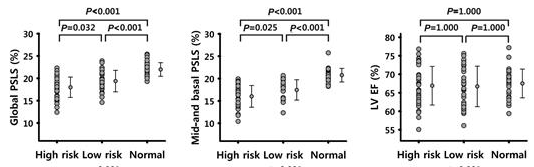 P<0.001
P=0.032 P<0.001
Global PSLS (%)
30
25
20
15
10
High risk Low risk Normal
P<0.001
P=0.025 P<0.001
Mid-and basal PSLS (%)
30
25
20
15
10
High risk Low risk Normal
P=1.000
P=1.000 P=1.000
LV EF (%)
80
75
70
65
60
55
High risk Low risk Normal